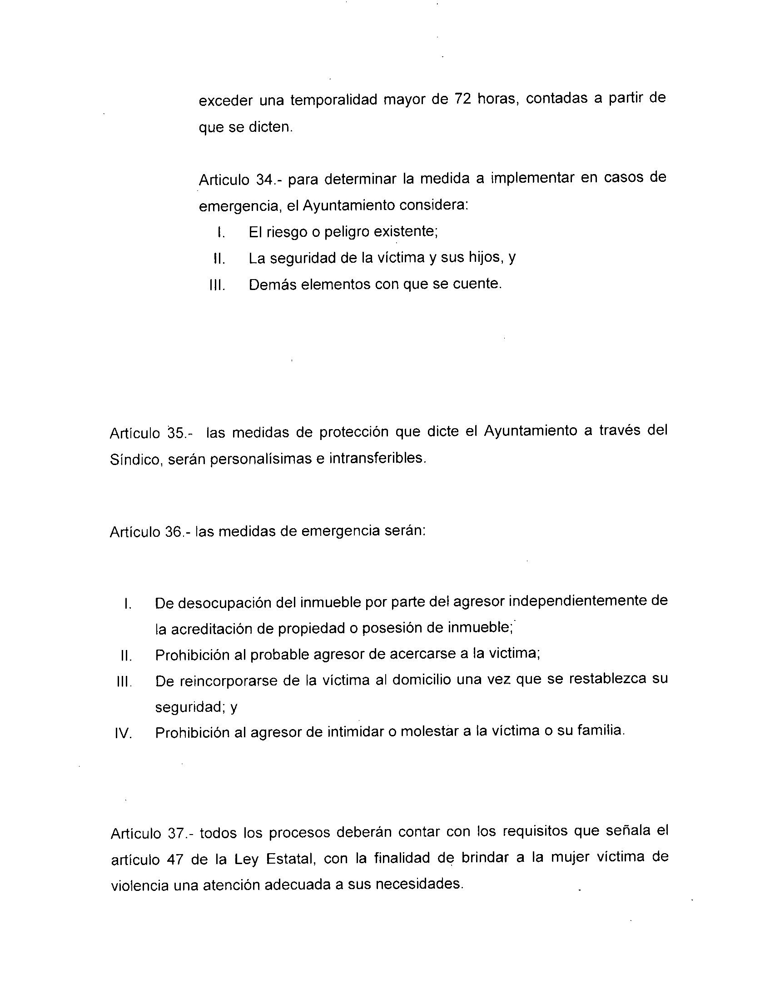 exceder una temporalidad mayor de 72 horas, contadas a partir de
que se dicten.
Articulo 34.- para determinar la medida a implementar en casos de
emergencia, el Ayuntamiento considera:
I. El riesgo o peligro existente;
II. La seguridad de la víctima y sus hijos, y
III. Demás elementos con que se cuente.
Artículo 35.- las medidas de protección que dicte el Ayuntamiento a través del
Síndico, serán personalísimas e intransferibles.
Artículo 36.- las medidas de emergencia serán:
I. De desocupación del inmueble por parte del agresor independientemente de
la acreditación de propiedad o posesión de inmueble;
II. Prohibición al probable agresor de acercarse a la victima;
III. De reincorporarse de la víctima al domicilio una vez que se restablezca su
seguridad; y
IV. Prohibición al agresor de intimidar o molestar a la víctima o su familia.
Artículo 37.- todos los procesos deberán contar con los requisitos que señala el
artículo 47 de la Ley Estatal, con la finalidad de brindar a la mujer víctima de
violencia una atención adecuada a sus necesidades.